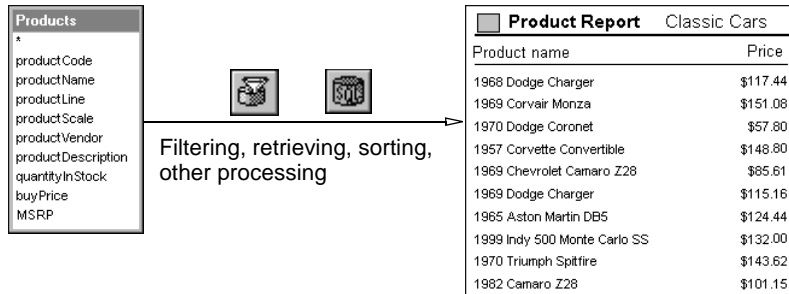 Products
*
productCode
productName
productLine
productScale
productVendor
productDescription
quantityInStock
buyPrice
MSRP
SQL
Filtering, retrieving, sorting,
other processing
Product Report Classic Cars
Product name Price
1968 Dodge Charger $117.44
1969 Corvair Monza $151.08
1970 Dodge Coronet $57.80
1957 Corvette Convertible $148.80
1969 Chevrolet Camaro Z28 $85.61
1969 Dodge Charger $115.16
1965 Aston Martin DB5 $124.44
1999 Indy 500 Monte Carlo SS $132.00
1970 Triumph Spitfire $143.62
1982 Camaro Z28 $101.15